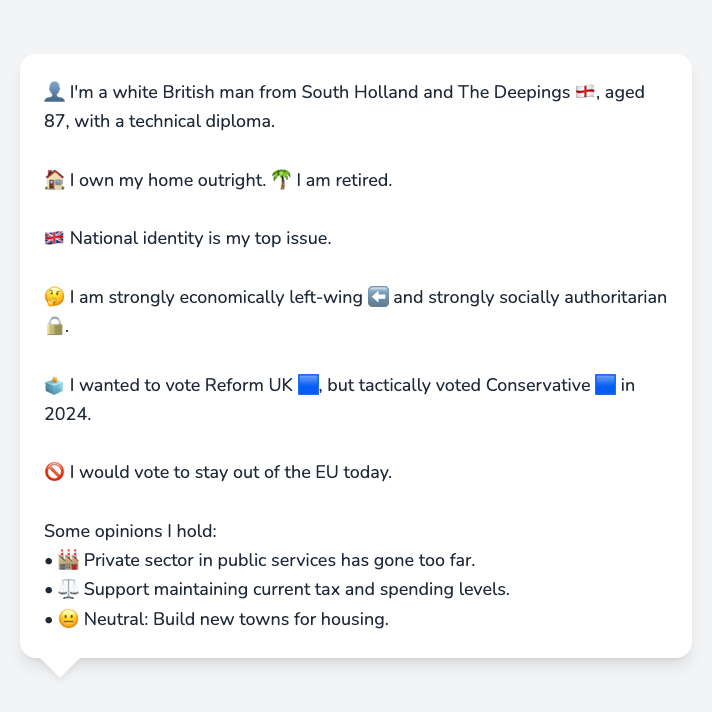 👤 I'm a white British man from South Holland and The Deepings 🏴󠁧󠁢󠁥󠁮󠁧󠁿, aged
87, with a technical diploma.
🏠 I own my home outright. 🌴 I am retired.
🇬🇧 National identity is my top issue.
🤔 I am strongly economically left-wing ⬅️ and strongly socially authoritarian
🔒.
🗳️ I wanted to vote Reform UK 🟦, but tactically voted Conservative 🟦 in
2024.
🚫 I would vote to stay out of the EU today.
Some opinions I hold:
• 🏭 Private sector in public services has gone too far.
• ⚖️ Support maintaining current tax and spending levels.
• 😐 Neutral: Build new towns for housing.